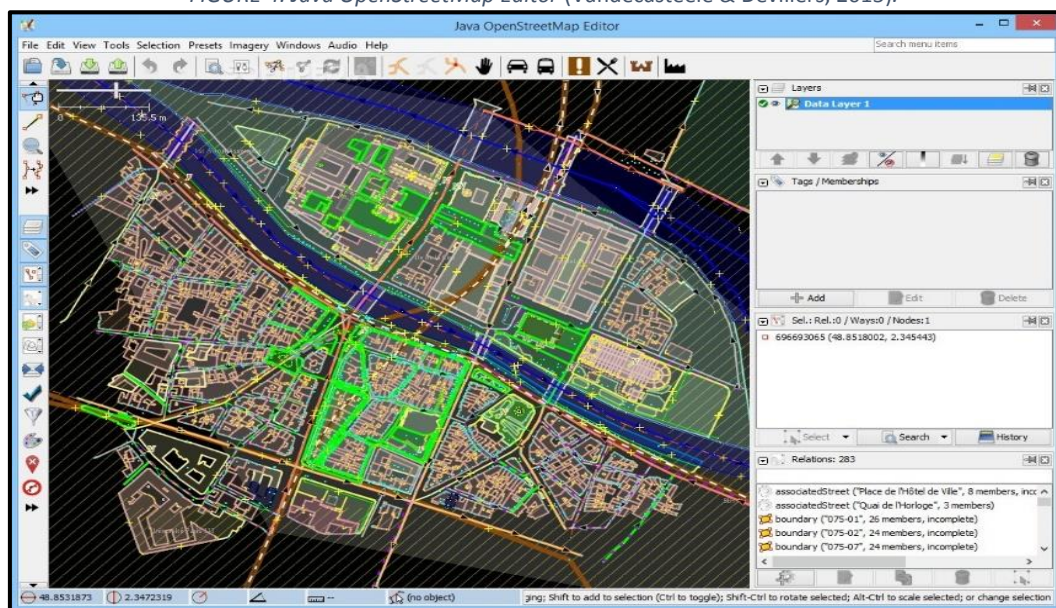 FIGURE 4. Java OpenStreetMap Editor (Vandecasteele & Devillers, 2015).
Java OpenStreetMap Editor
File Edit View Tools Selection Presets Imagery Windows Audio Help
Search menu items
0 135.5 m
Layers
Data Layer 1
Tags / Memberships
Add Edit Delete
Sel.: Rel.:0 / Ways:0 / Nodes:1
696693065 (48.8518002, 2.345443)
Select Search History
Relations: 283
associatedStreet ("Place de l'Hôtel de Ville", 8 members, incc
associatedStreet ("Quai de l'Horloge", 3 members)
boundary ("075-01", 26 members, incomplete)
boundary ("075-02", 24 members, incomplete)
boundary ("075-07", 24 members, incomplete)
48.8531873 2.3472319 -- (no object) ging; Shift to add to selection (Ctrl to toggle); Shift-Ctrl to rotate selected; Alt-Ctrl to scale selected; or change selection